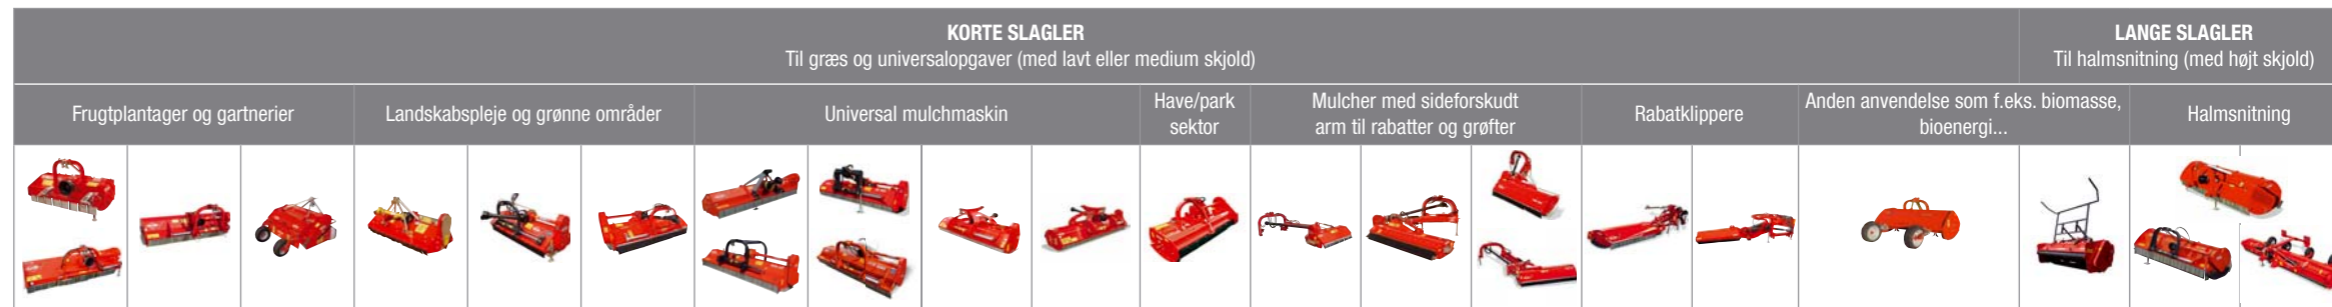 KORTE SLAGLER
Til græs og universalopgaver (med lavt eller medium skjold)
LANGE SLAGLER
Til halmsnitning (med højt skjold)
Frugtplantager og gartnerier
Landskabspleje og grønne områder
Universal mulchmaskin
Have/park
sektor
Mulcher med sideforskudt
arm til rabatter og grøfter
Rabatklippere
Anden anvendelse som f.eks. biomasse,
bioenergi...
Halmsnitning